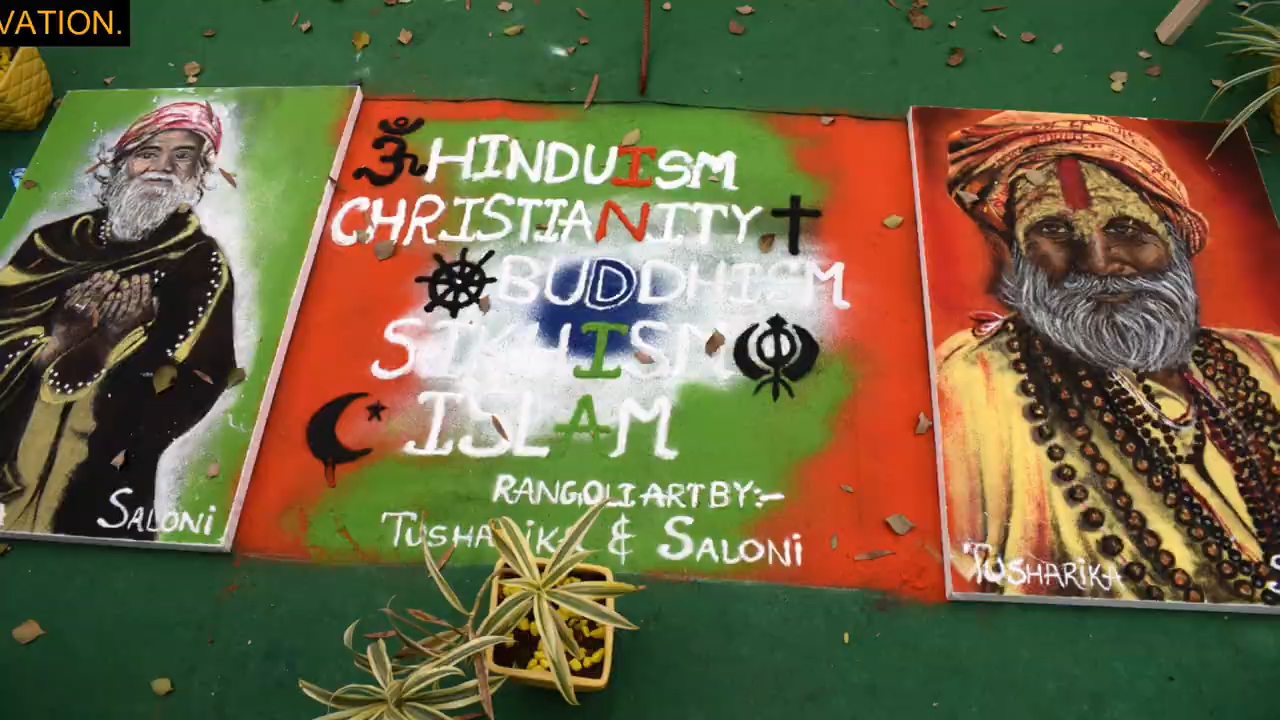 VATION.
HINDUISM
CHRISTIANITY
BUDDHISM
SIKHISM
ISLAM
RANGOLI ART BY:-
TUSHARIKA & SALONI
SALONI
TUSHARIKA
S